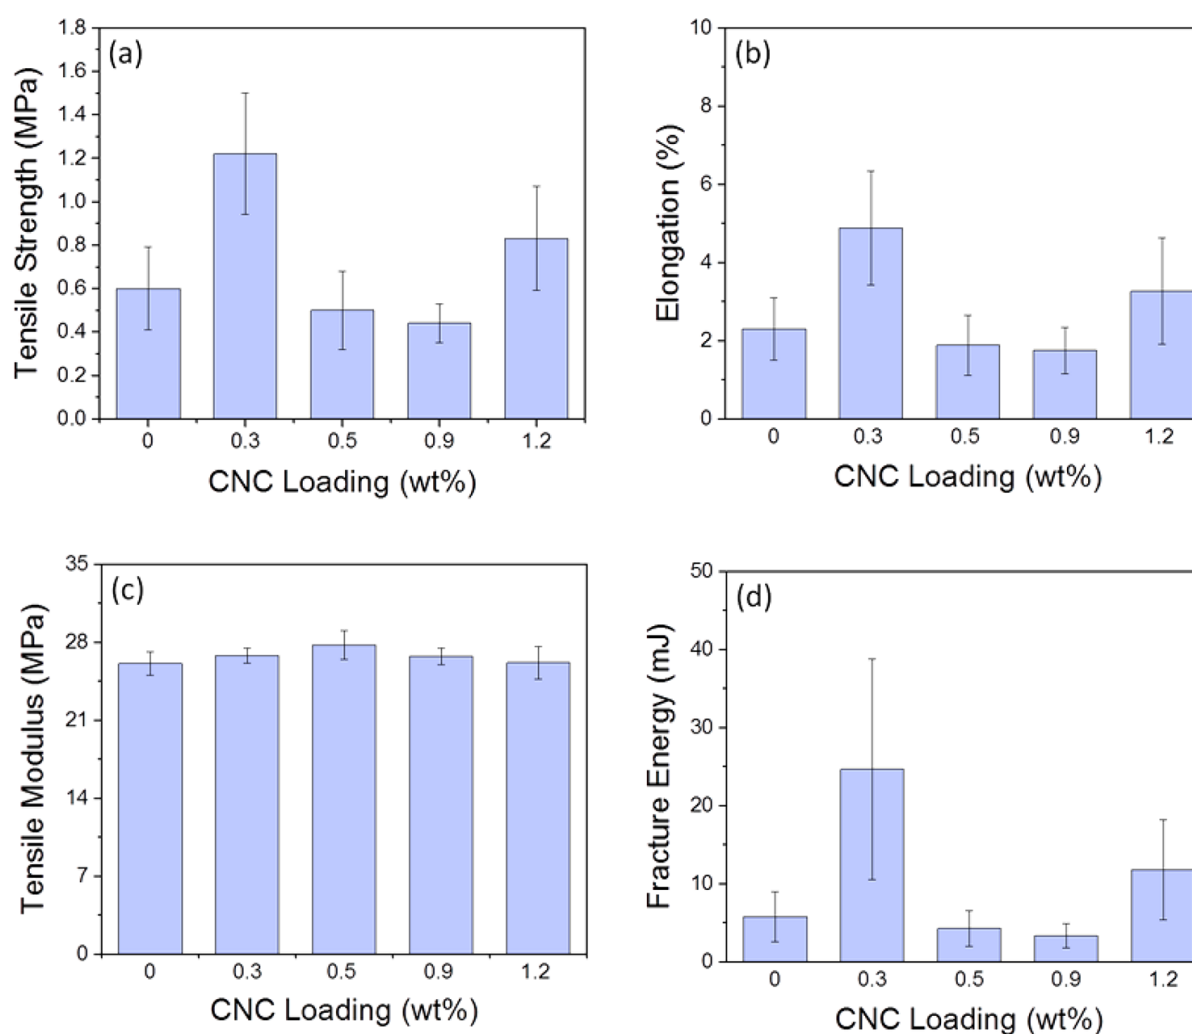 (a)
Tensile Strength (MPa)
1.8
1.6
1.4
1.2
1.0
0.8
0.6
0.4
0.2
0.0
0 0.3 0.5 0.9 1.2
CNC Loading (wt%)
(b)
Elongation (%)
10
8
6
4
2
0
0 0.3 0.5 0.9 1.2
CNC Loading (wt%)
(c)
Tensile Modulus (MPa)
35
28
21
14
7
0
0 0.3 0.5 0.9 1.2
CNC Loading (wt%)
(d)
Fracture Energy (mJ)
50
40
30
20
10
0
0 0.3 0.5 0.9 1.2
CNC Loading (wt%)